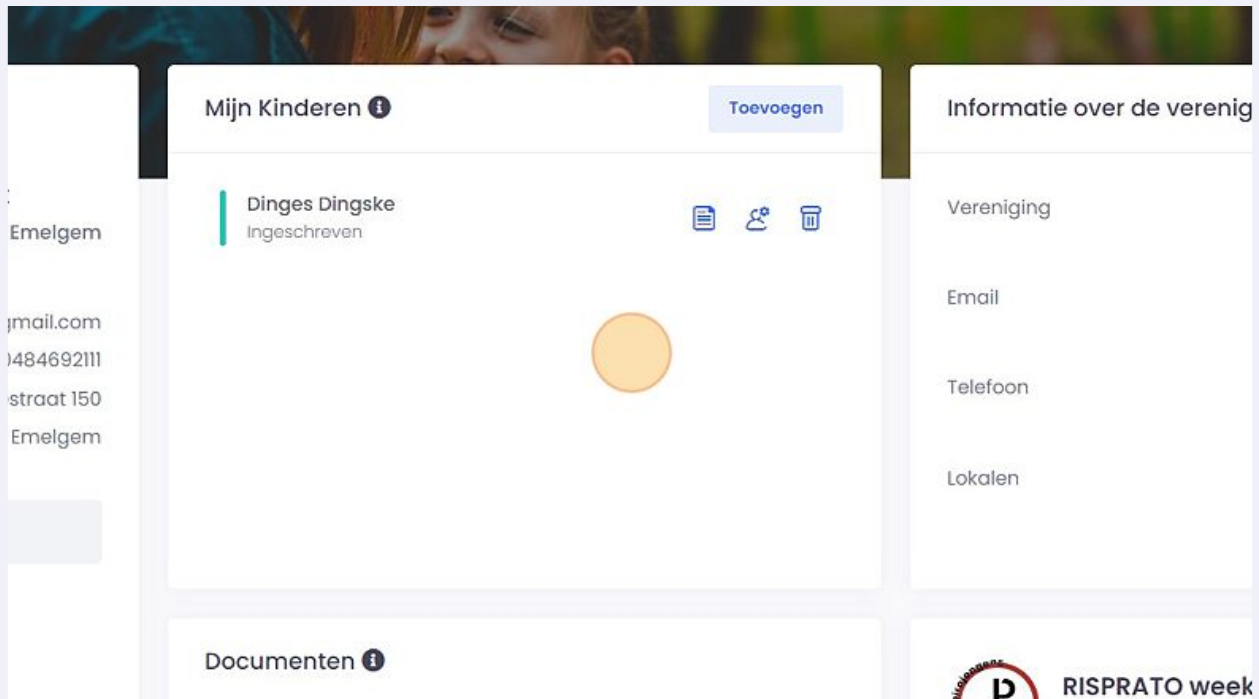 Emelgem
gmail.com
0484692111
straat 150
Emelgem
Mijn Kinderen
Toevoegen
Dinges Dingske
Ingeschreven
Documenten
Informatie over de verenig
Vereniging
Email
Telefoon
Lokalen
RISPRATO week